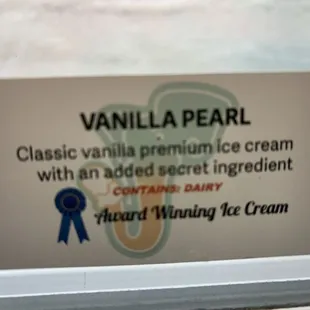 VANILLA PEARL
Classic vanilla premium ice cream
with an added secret ingredient
CONTAINS: DAIRY
Award Winning Ice Cream